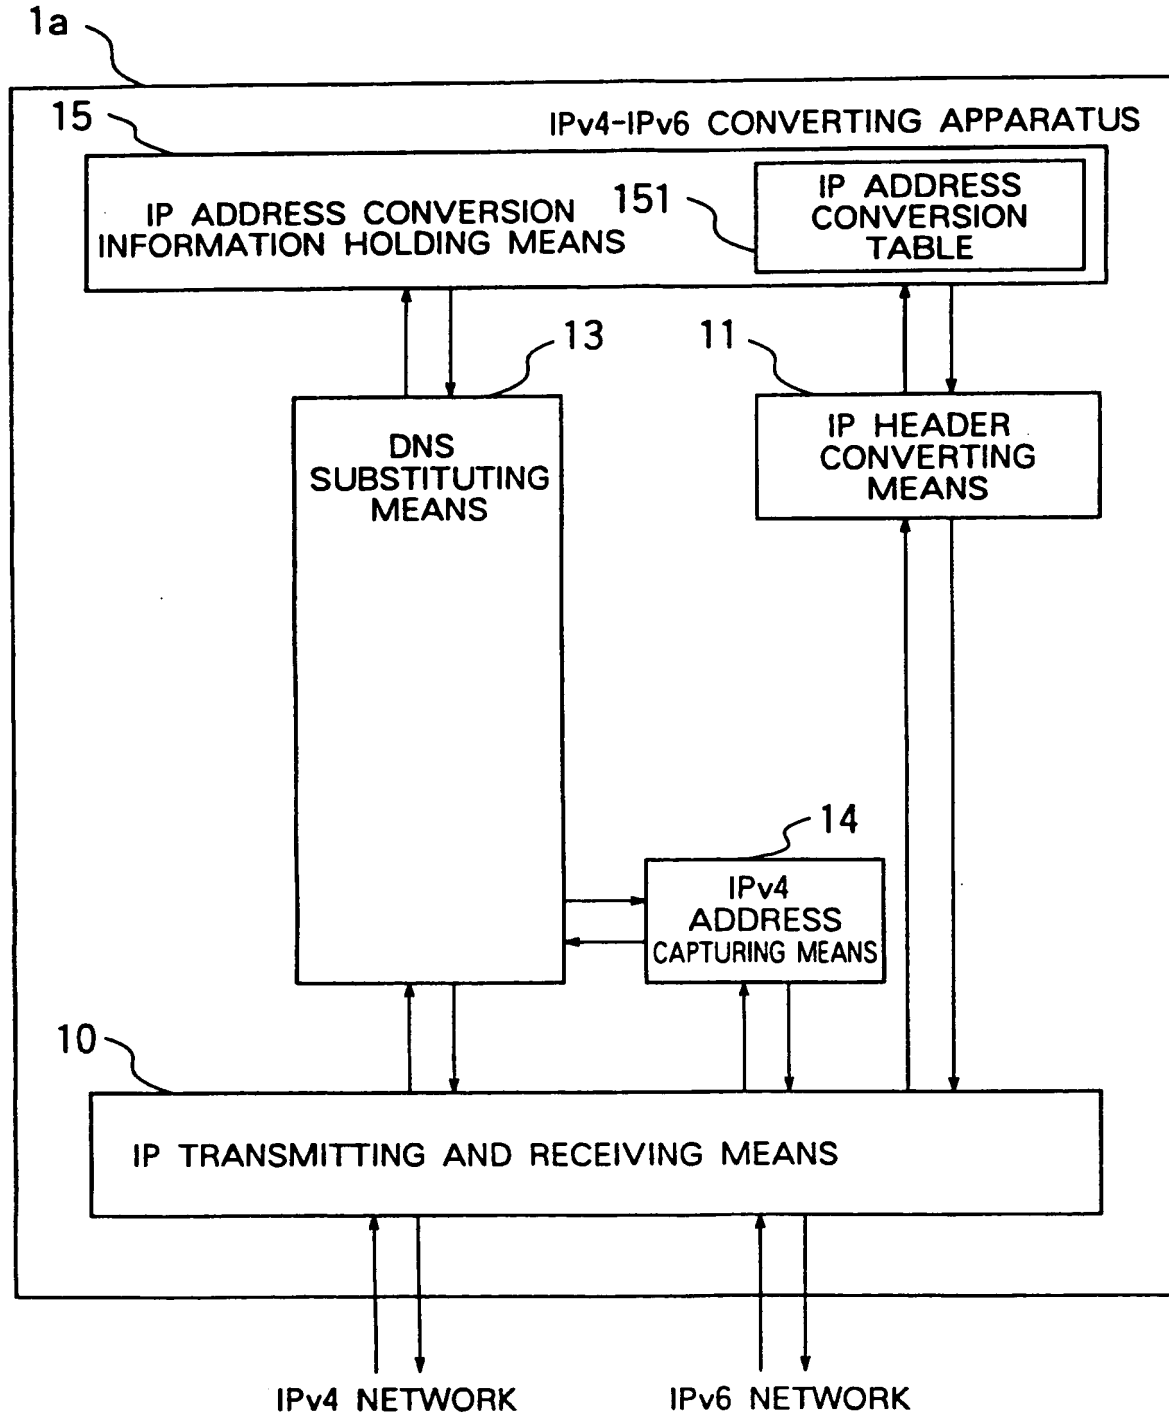 1a
15
IPv4-IPv6 CONVERTING APPARATUS
IP ADDRESS CONVERSION
INFORMATION HOLDING MEANS
151
IP ADDRESS
CONVERSION
TABLE
13
11
DNS
SUBSTITUTING
MEANS
IP HEADER
CONVERTING
MEANS
14
IPv4
ADDRESS
CAPTURING MEANS
10
IP TRANSMITTING AND RECEIVING MEANS
IPv4 NETWORK
IPv6 NETWORK